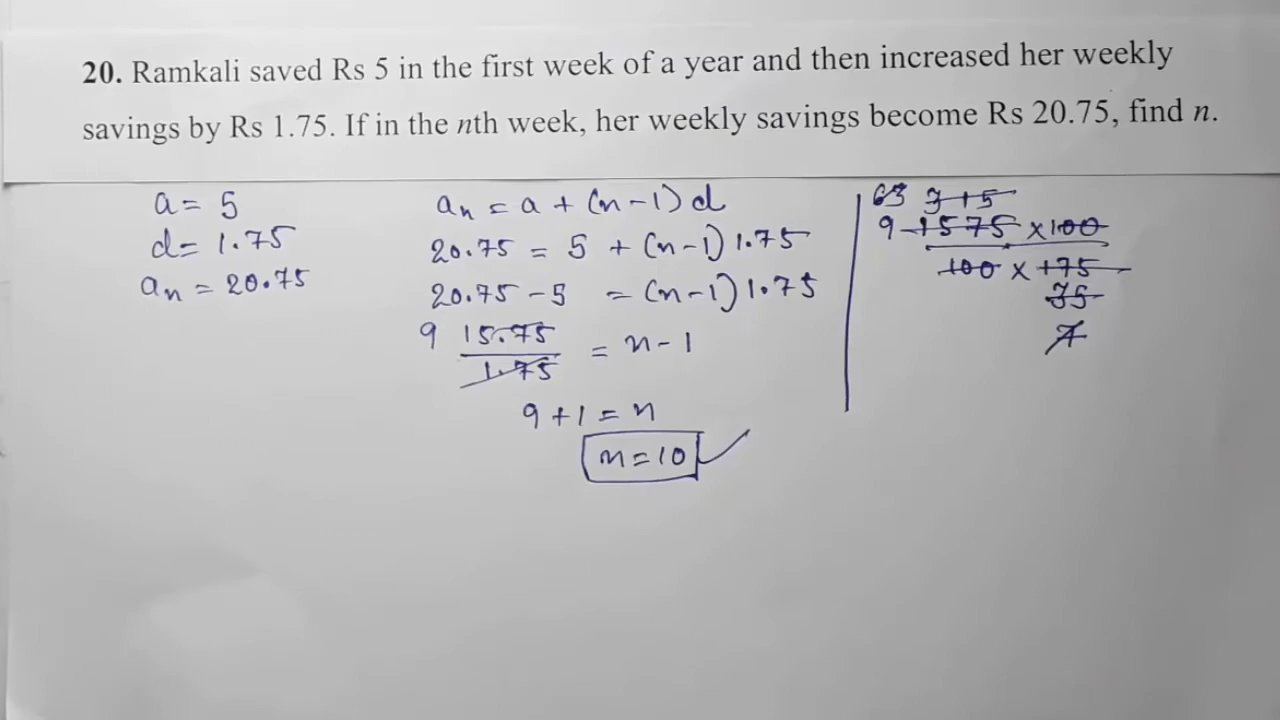 20. Ramkali saved Rs 5 in the first week of a year and then increased her weekly
savings by Rs 1.75. If in the nth week, her weekly savings become Rs 20.75, find n.
a = 5
d = 1.75
an = 20.75
an = a + (n-1) d
20.75 = 5 + (n-1) 1.75
20.75 - 5 = (n-1) 1.75
9 15.75
1.75
= n - 1
9 + 1 = n
n = 10
63 315
9 1575 × 100
100 × 175
35
7